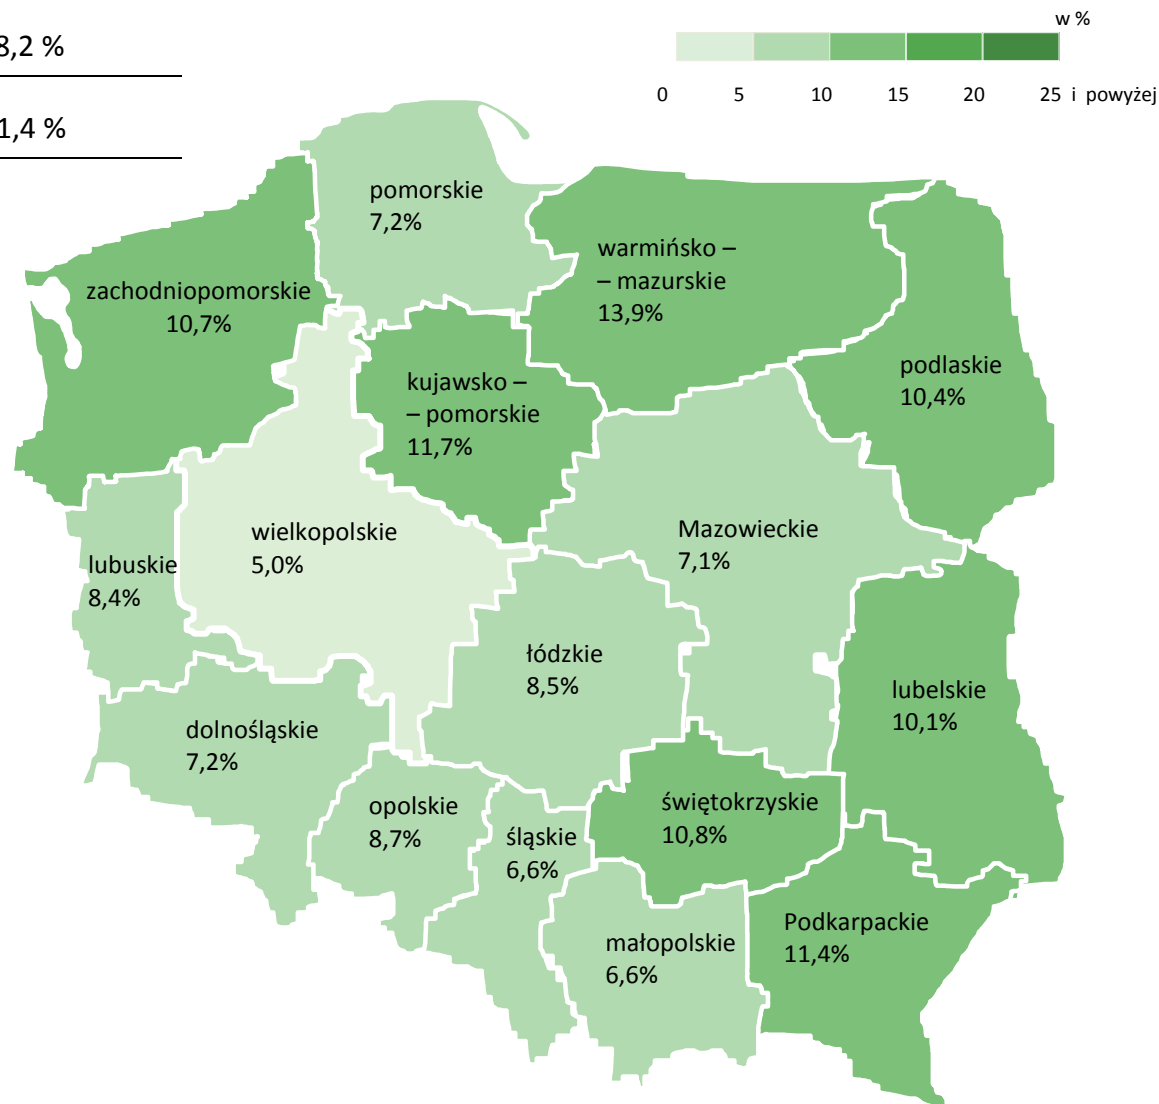 8,2 %
1,4 %
w %
0 5 10 15 20 25 i powyżej
pomorskie
7,2%
warmińsko –
– mazurskie
13,9%
zachodniopomorskie
10,7%
podlaskie
10,4%
kujawsko –
– pomorskie
11,7%
wielkopolskie
5,0%
Mazowieckie
7,1%
lubuskie
8,4%
łódzkie
8,5%
lubelskie
10,1%
dolnośląskie
7,2%
opolskie
8,7%
śląskie
6,6%
świętokrzyskie
10,8%
małopolskie
6,6%
Podkarpackie
11,4%